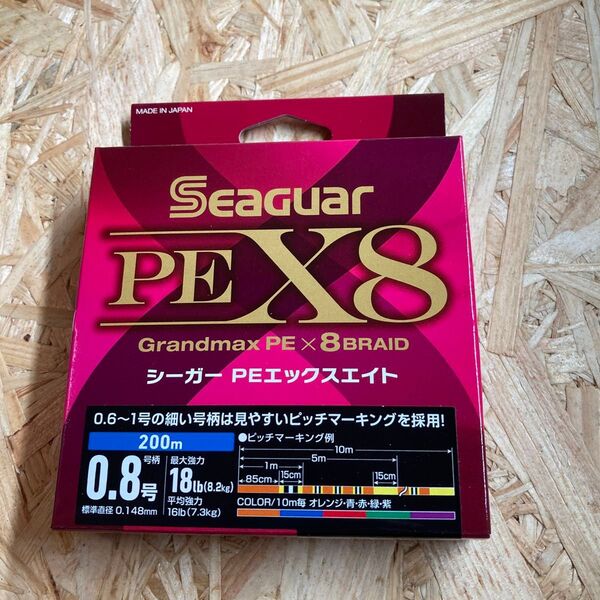 MADE IN JAPAN
Seaguar
PEX8
Grandmax PE×8BRAID
シーガー PEエックスエイト
0.6～1号の細い号柄は見やすいピッチマーキングを採用!
200m
●ピッチマーキング例
10m
5m
1m
15cm
15cm
85cm
号柄
0.8号
標準直径 0.148mm
最大強力
18lb(8.2kg)
平均強力
16lb(7.3kg)
COLOR/10m毎 オレンジ・青・赤・緑・紫